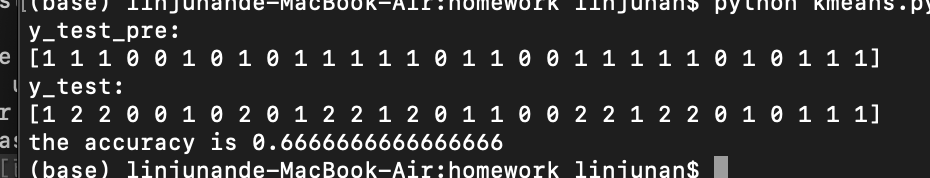 (base) linjunande-MacBook-Air:homework linjunan$ python kmeans.py
y_test_pre:
[1 1 1 0 0 1 0 1 0 1 1 1 1 1 0 1 1 0 0 1 1 1 1 1 0 1 0 1 1 1]
y_test:
[1 2 2 0 0 1 0 2 0 1 2 2 1 2 0 1 1 0 0 2 2 1 2 2 0 1 0 1 1 1]
the accuracy is 0.6666666666666666
(base) linjunande-MacBook-Air:homework linjunan$